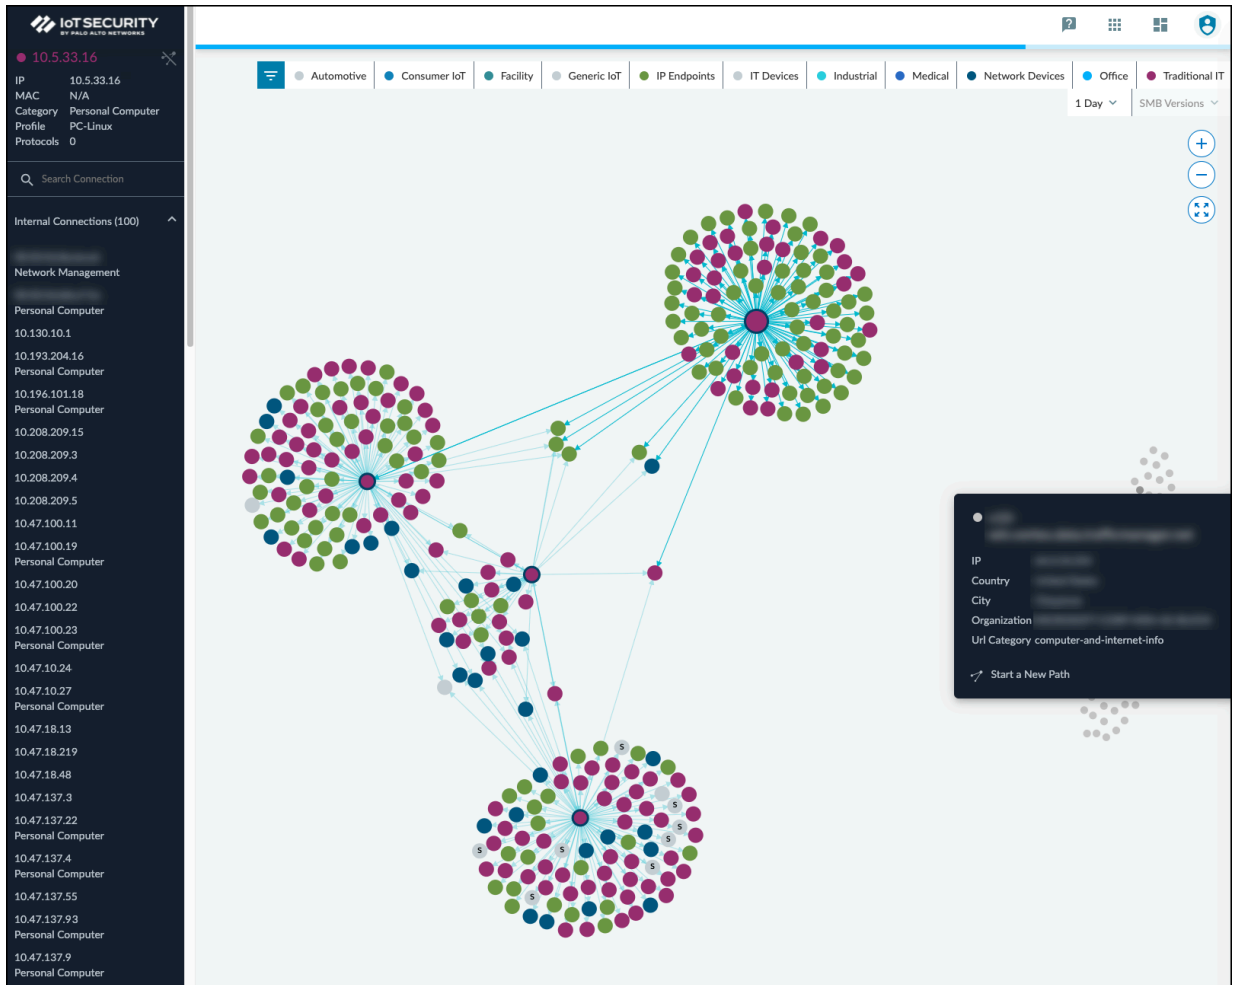 IoTSECURITY
BY PALO ALTO NETWORKS
10.5.33.16
IP 10.5.33.16
MAC N/A
Category Personal Computer
Profile PC-Linux
Protocols 0
Search Connection
Internal Connections (100)
Network Management
Personal Computer
10.130.10.1
10.193.204.16
Personal Computer
10.196.101.18
Personal Computer
10.208.209.15
10.208.209.3
10.208.209.4
10.208.209.5
10.47.100.11
10.47.100.19
Personal Computer
10.47.100.20
10.47.100.22
10.47.100.23
Personal Computer
10.47.10.24
10.47.10.27
Personal Computer
10.47.18.13
10.47.18.219
10.47.18.48
10.47.137.3
10.47.137.22
Personal Computer
10.47.137.4
Personal Computer
10.47.137.55
10.47.137.93
Personal Computer
10.47.137.9
Personal Computer
Automotive Consumer IoT Facility Generic IoT IP Endpoints IT Devices Industrial Medical Network Devices Office Traditional IT
1 Day SMB Versions
S
S
S
S
S
S
S
S
IP
Country
City
Organization
Url Category computer-and-internet-info
Start a New Path